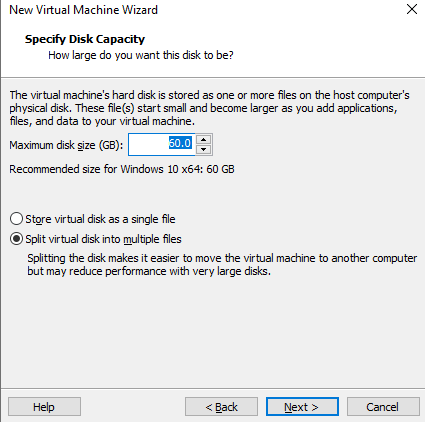 New Virtual Machine Wizard
Specify Disk Capacity
How large do you want this disk to be?
The virtual machine's hard disk is stored as one or more files on the host computer's
physical disk. These file(s) start small and become larger as you add applications,
files, and data to your virtual machine.
Maximum disk size (GB): 60.0
Recommended size for Windows 10 x64: 60 GB
Store virtual disk as a single file
Split virtual disk into multiple files
Splitting the disk makes it easier to move the virtual machine to another computer
but may reduce performance with very large disks.
Help < Back Next > Cancel